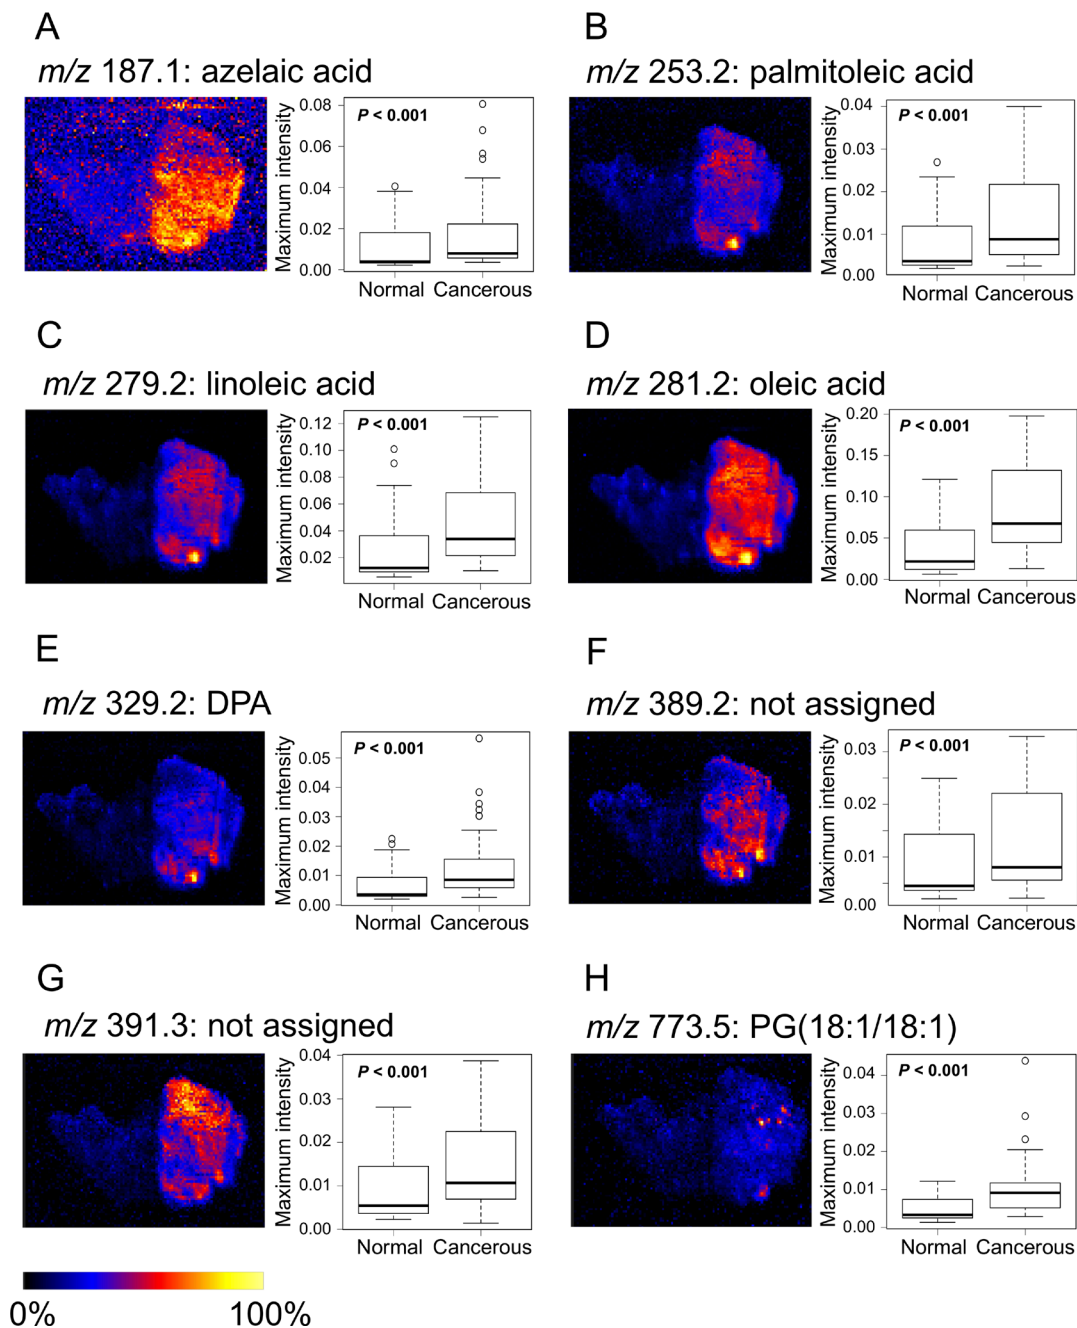 A
m/z 187.1: azelaic acid
Maximum intensity
0.08
0.06
0.04
0.02
0.00
P < 0.001
Normal Cancerous
B
m/z 253.2: palmitoleic acid
Maximum intensity
0.04
0.03
0.02
0.01
0.00
P < 0.001
Normal Cancerous
C
m/z 279.2: linoleic acid
Maximum intensity
0.12
0.10
0.08
0.06
0.04
0.02
P < 0.001
Normal Cancerous
D
m/z 281.2: oleic acid
Maximum intensity
0.20
0.15
0.10
0.05
0.00
P < 0.001
Normal Cancerous
E
m/z 329.2: DPA
Maximum intensity
0.05
0.04
0.03
0.02
0.01
0.00
P < 0.001
Normal Cancerous
F
m/z 389.2: not assigned
Maximum intensity
0.03
0.02
0.01
0.00
P < 0.001
Normal Cancerous
G
m/z 391.3: not assigned
Maximum intensity
0.04
0.03
0.02
0.01
0.00
P < 0.001
Normal Cancerous
H
m/z 773.5: PG(18:1/18:1)
Maximum intensity
0.04
0.03
0.02
0.01
0.00
P < 0.001
Normal Cancerous
0% 100%